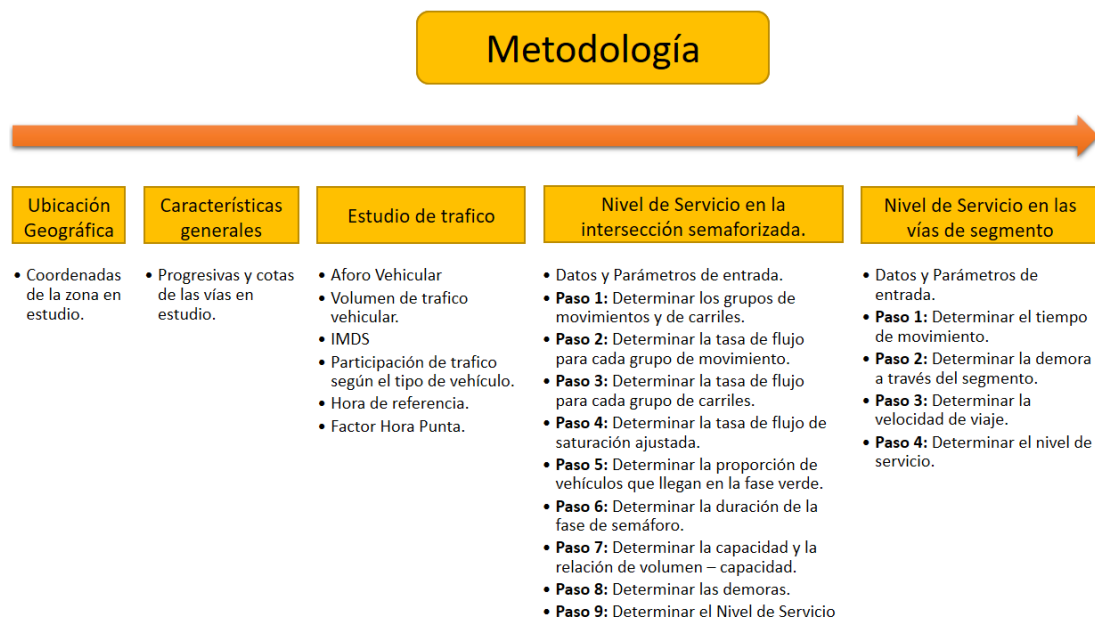 Metodología
Ubicación
Geográfica
• Coordenadas
de la zona en
estudio.
Características
generales
• Progresivas y cotas
de las vías en
estudio.
Estudio de trafico
• Aforo Vehicular
• Volumen de trafico
vehicular.
• IMDS
• Participación de trafico
según el tipo de vehículo.
• Hora de referencia.
• Factor Hora Punta.
Nivel de Servicio en la
intersección semaforizada.
• Datos y Parámetros de entrada.
• Paso 1: Determinar los grupos de
movimientos y de carriles.
• Paso 2: Determinar la tasa de flujo
para cada grupo de movimiento.
• Paso 3: Determinar la tasa de flujo
para cada grupo de carriles.
• Paso 4: Determinar la tasa de flujo de
saturación ajustada.
• Paso 5: Determinar la proporción de
vehículos que llegan en la fase verde.
• Paso 6: Determinar la duración de la
fase de semáforo.
• Paso 7: Determinar la capacidad y la
relación de volumen – capacidad.
• Paso 8: Determinar las demoras.
• Paso 9: Determinar el Nivel de Servicio
Nivel de Servicio en las
vías de segmento
• Datos y Parámetros de
entrada.
• Paso 1: Determinar el tiempo
de movimiento.
• Paso 2: Determinar la demora
a través del segmento.
• Paso 3: Determinar la
velocidad de viaje.
• Paso 4: Determinar el nivel de
servicio.